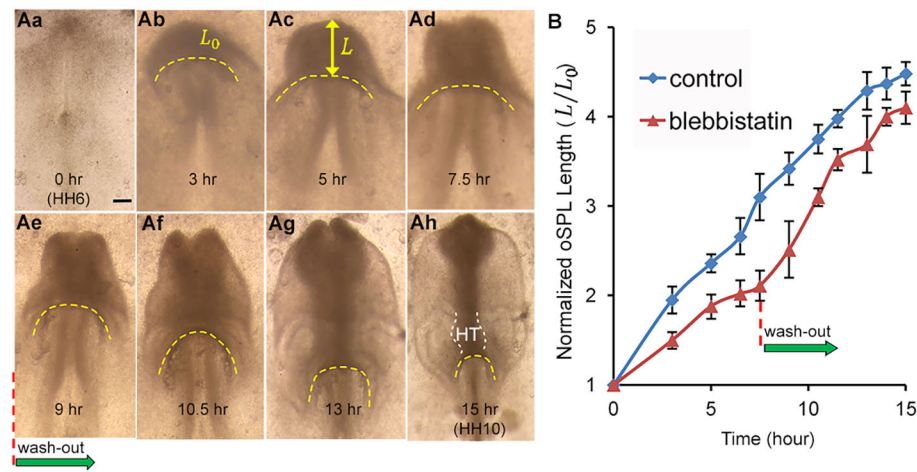 Aa
0 hr
(HH6)
Ab
L₀
3 hr
Ac
L
5 hr
Ad
7.5 hr
Ae
9 hr
wash-out
Af
10.5 hr
Ag
13 hr
Ah
HT
15 hr
(HH10)
B
Normalized oSPL Length (L/L₀)
5
4
3
2
1
control
blebbistatin
wash-out
0 5 10 15
Time (hour)